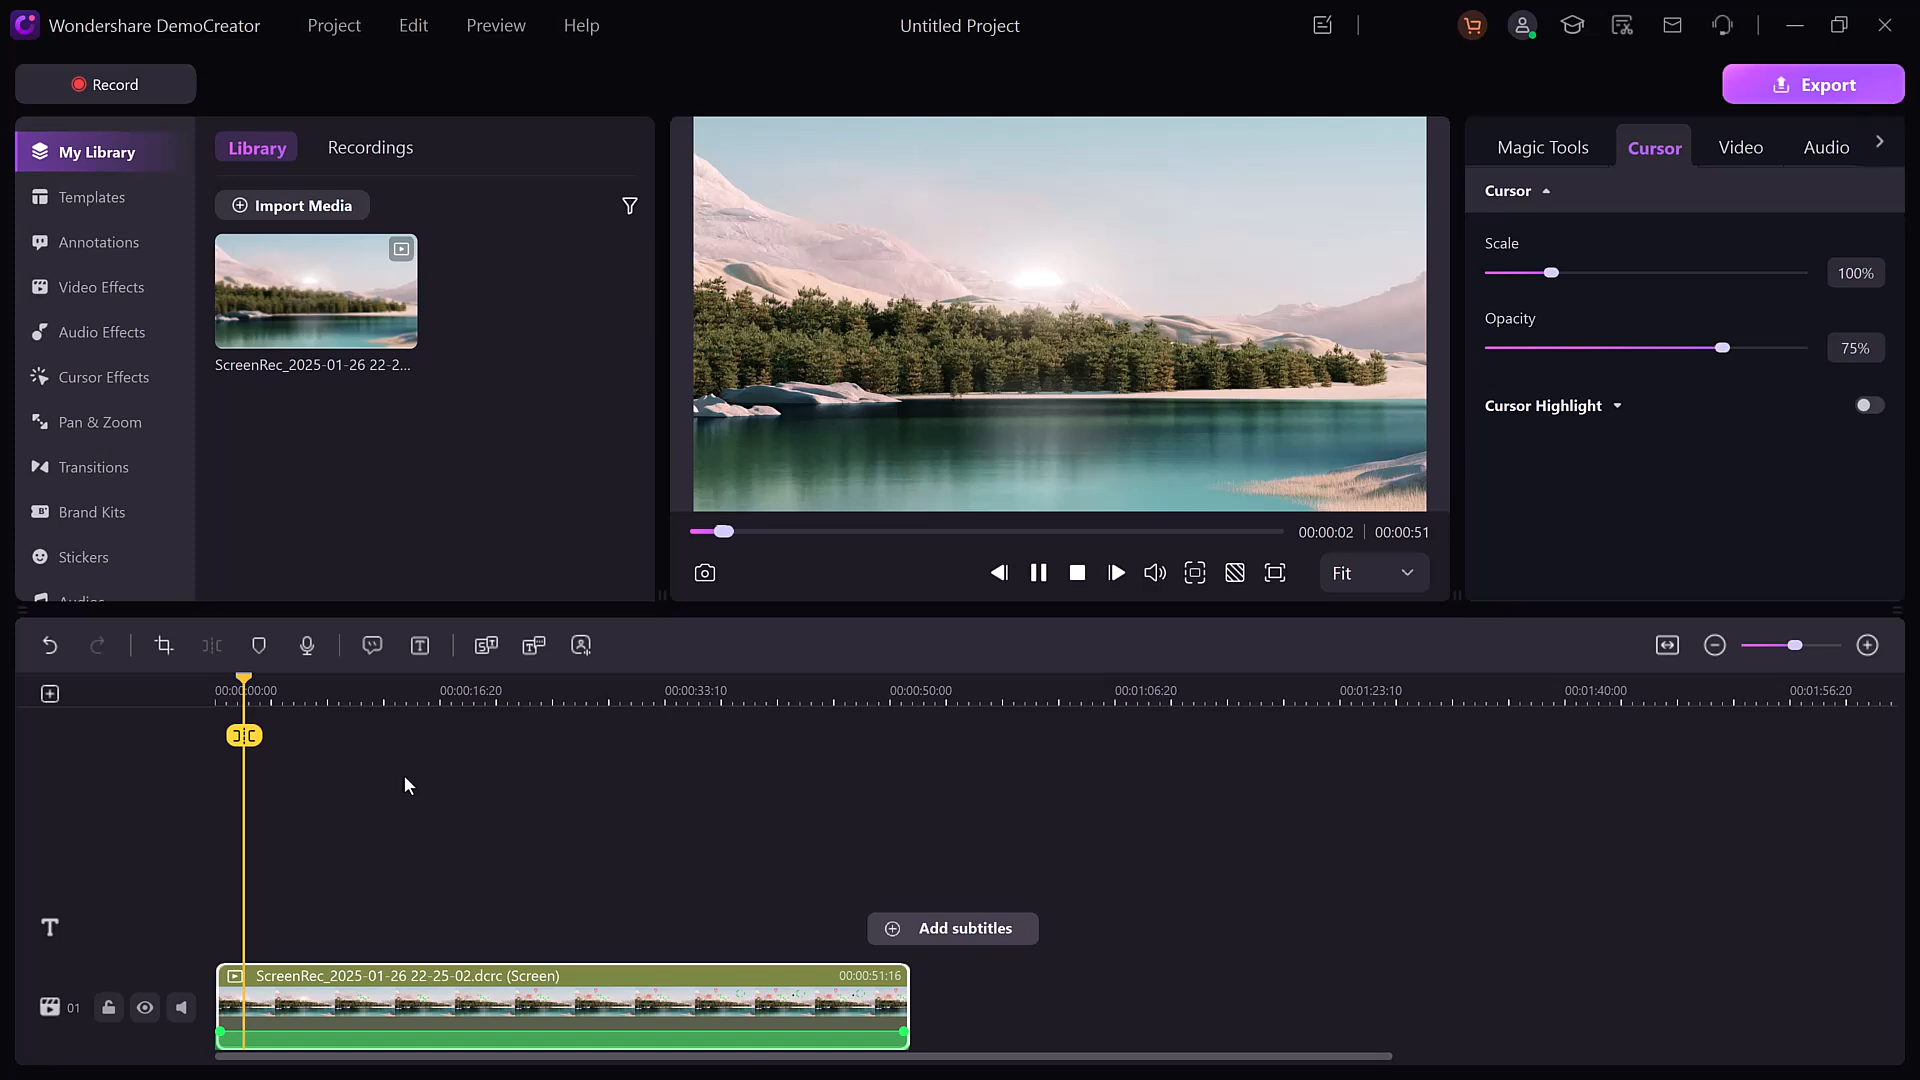 Wondershare DemoCreator
Project
Edit
Preview
Help
Untitled Project
Record
Export
My Library
Templates
Annotations
Video Effects
Audio Effects
Cursor Effects
Pan & Zoom
Transitions
Brand Kits
Stickers
Audios
Library
Recordings
Import Media
ScreenRec_2025-01-26 22-2...
00:00:02 | 00:00:51
Fit
Magic Tools
Cursor
Video
Audio
Cursor
Scale
100%
Opacity
75%
Cursor Highlight
00:00:00:00
00:00:16:20
00:00:33:10
00:00:50:00
00:01:06:20
00:01:23:10
00:01:40:00
00:01:56:20
Add subtitles
ScreenRec_2025-01-26 22-25-02.dcrc (Screen)
00:00:51:16
01